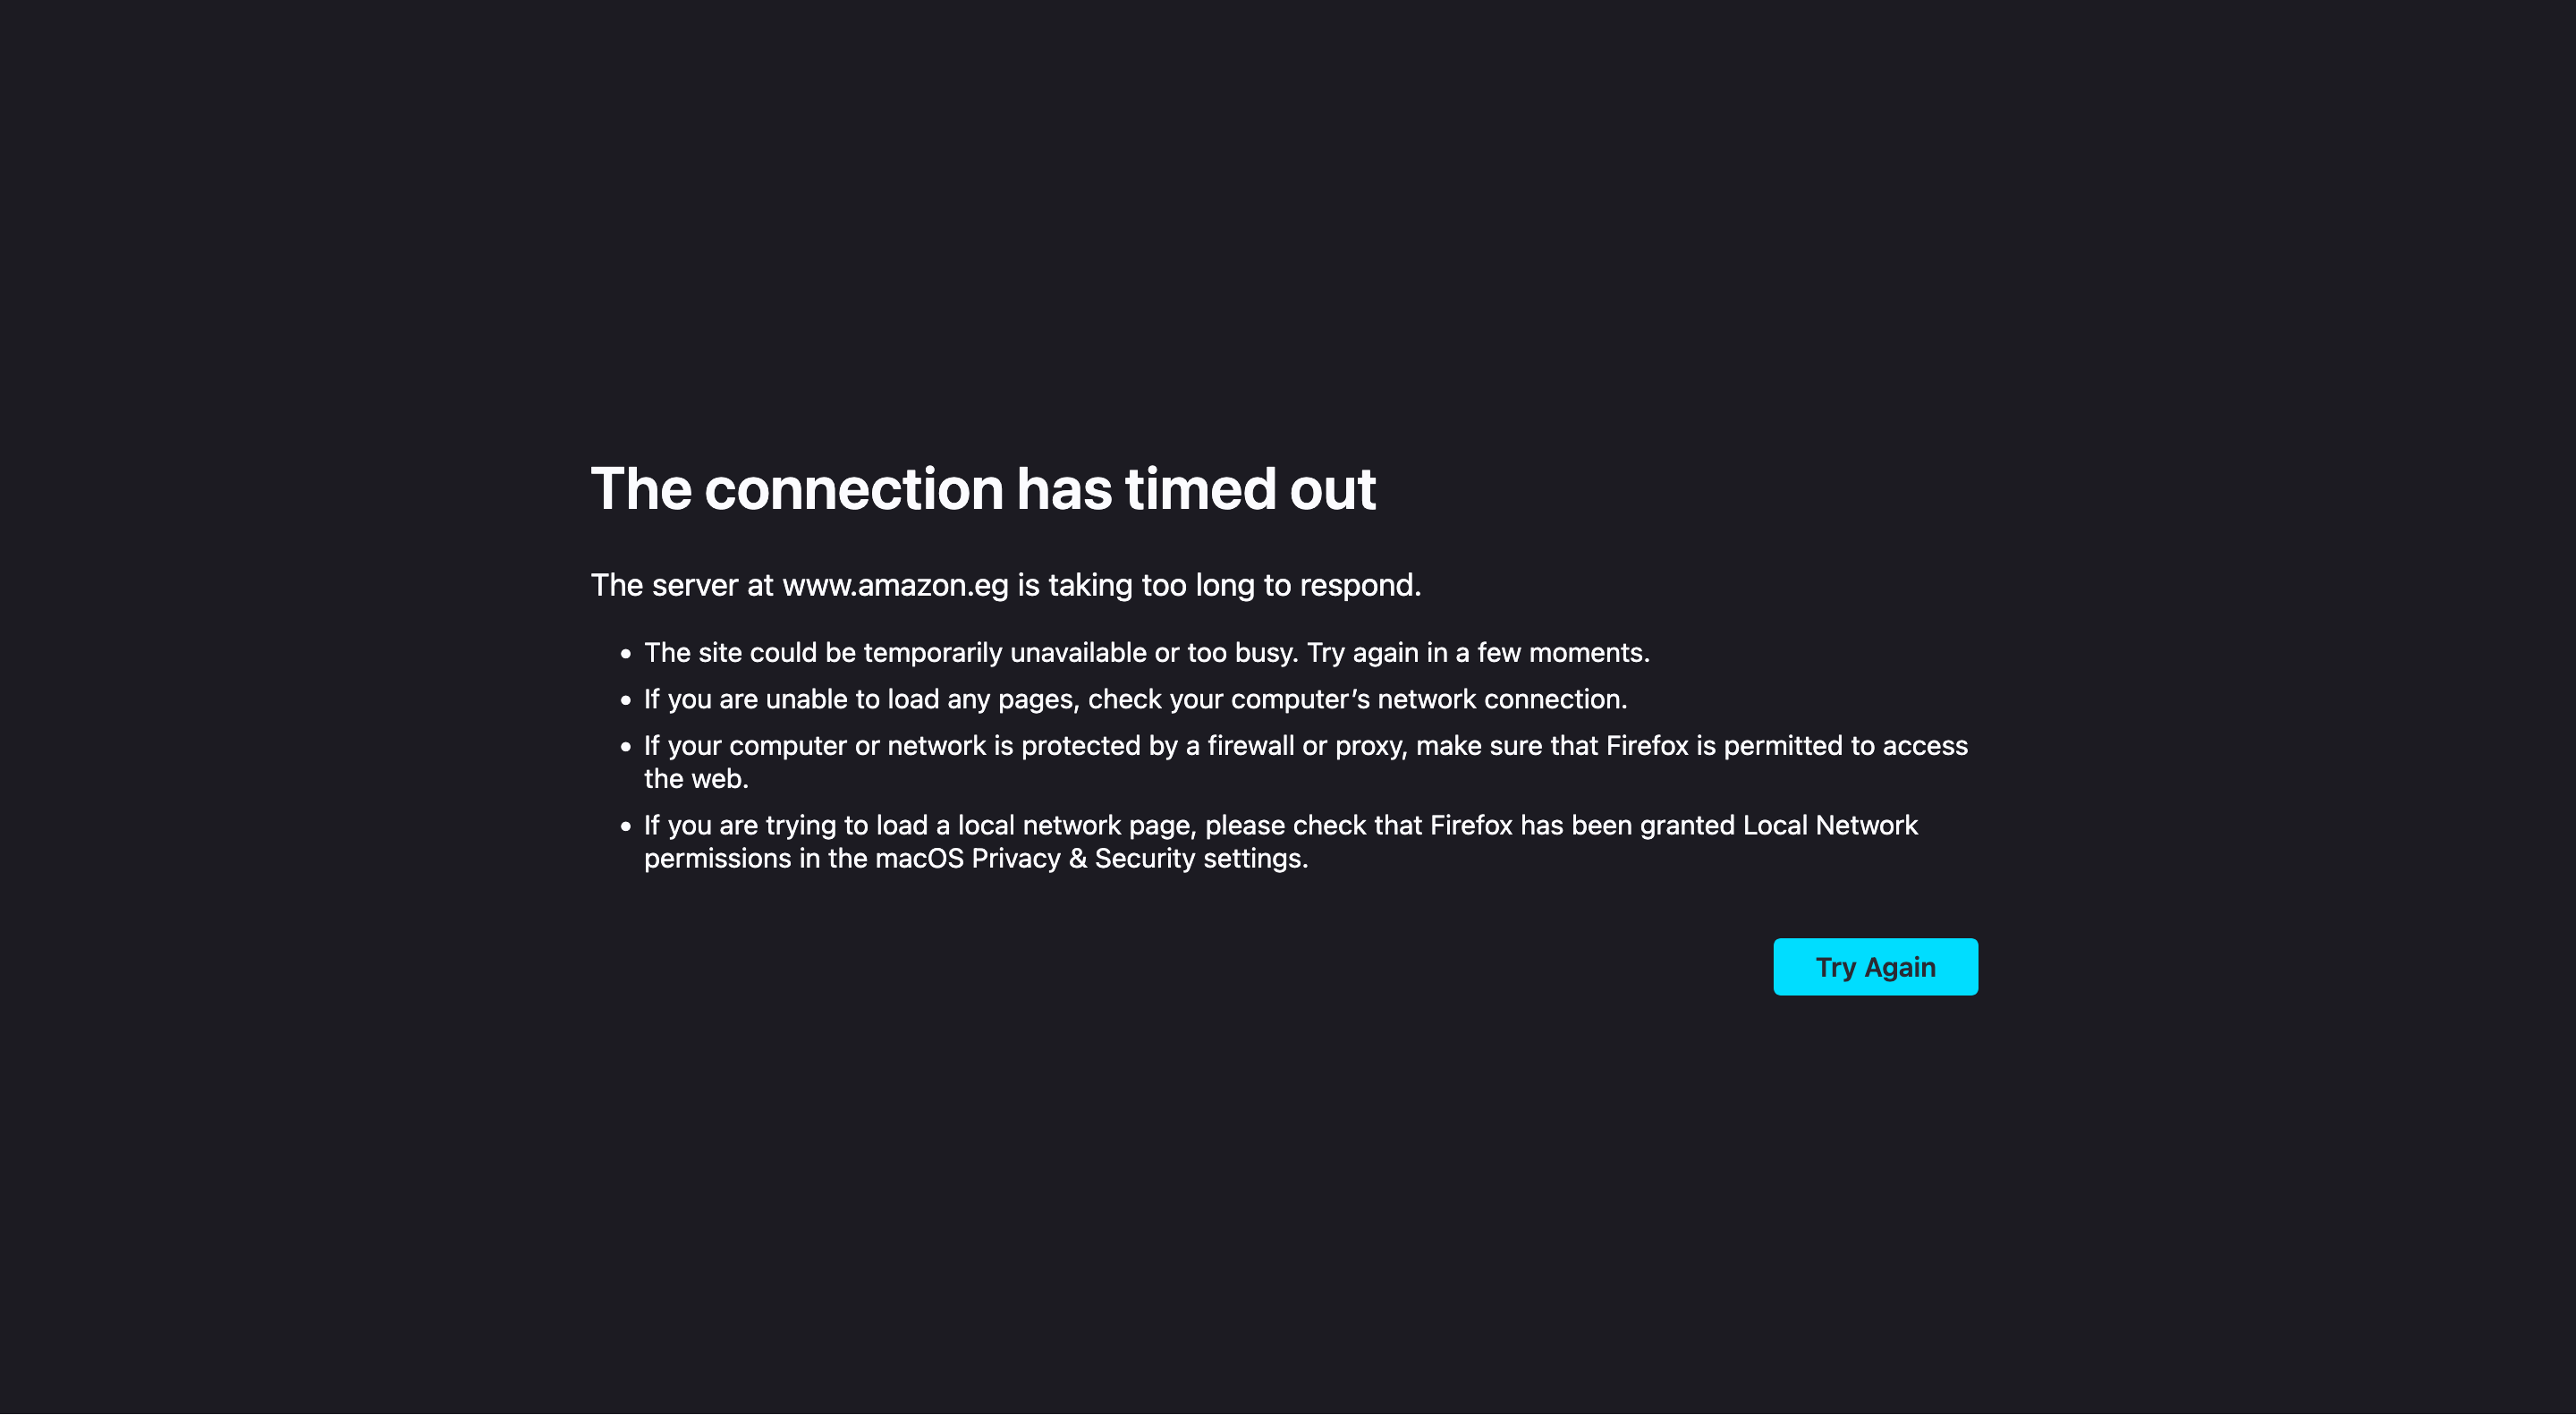 The connection has timed out
The server at www.amazon.eg is taking too long to respond.
• The site could be temporarily unavailable or too busy. Try again in a few moments.
• If you are unable to load any pages, check your computer’s network connection.
• If your computer or network is protected by a firewall or proxy, make sure that Firefox is permitted to access
the web.
• If you are trying to load a local network page, please check that Firefox has been granted Local Network
permissions in the macOS Privacy & Security settings.
Try Again